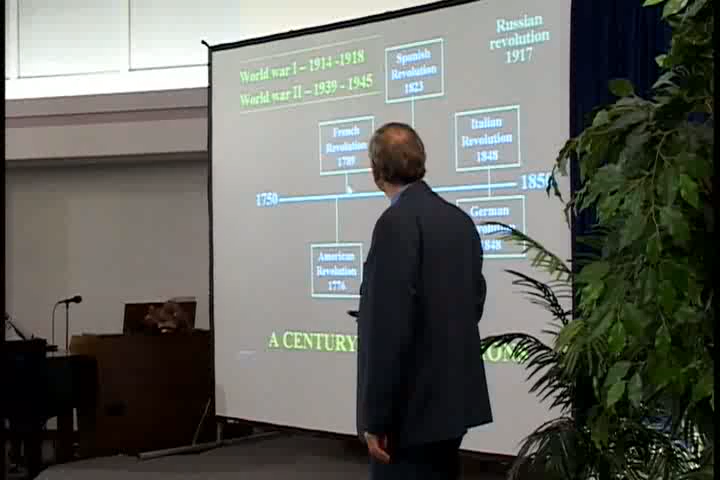 World war I – 1914 -1918
World war II – 1939 - 1945
Russian
revolution
1917
Spanish
Revolution
1823
French
Revolution
1789
Italian
Revolution
1848
1750
185
German
1848
American
Revolution
1776
A CENTURY